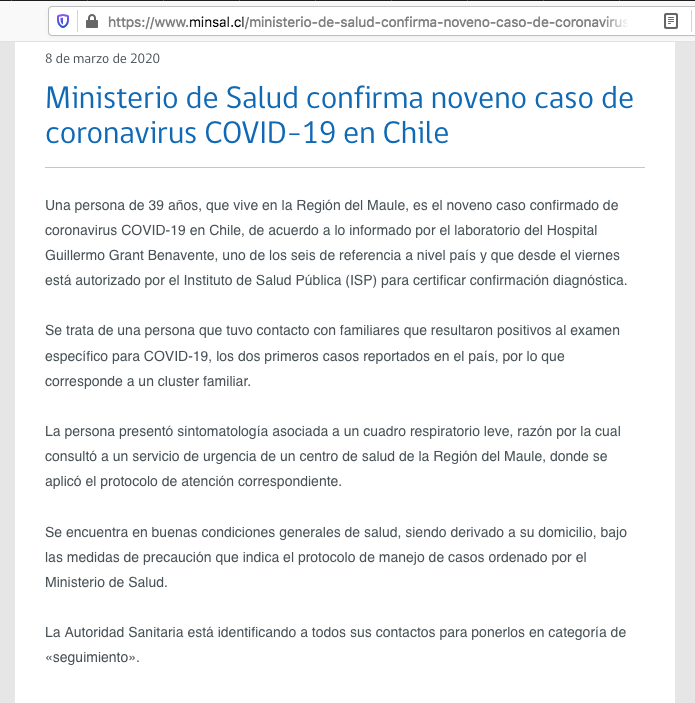 https://www.minsal.cl/ministerio-de-salud-confirma-noveno-caso-de-coronavirus
8 de marzo de 2020
Ministerio de Salud confirma noveno caso de
coronavirus COVID-19 en Chile
Una persona de 39 años, que vive en la Región del Maule, es el noveno caso confirmado de
coronavirus COVID-19 en Chile, de acuerdo a lo informado por el laboratorio del Hospital
Guillermo Grant Benavente, uno de los seis de referencia a nivel país y que desde el viernes
está autorizado por el Instituto de Salud Pública (ISP) para certificar confirmación diagnóstica.
Se trata de una persona que tuvo contacto con familiares que resultaron positivos al examen
específico para COVID-19, los dos primeros casos reportados en el país, por lo que
corresponde a un cluster familiar.
La persona presentó sintomatología asociada a un cuadro respiratorio leve, razón por la cual
consultó a un servicio de urgencia de un centro de salud de la Región del Maule, donde se
aplicó el protocolo de atención correspondiente.
Se encuentra en buenas condiciones generales de salud, siendo derivado a su domicilio, bajo
las medidas de precaución que indica el protocolo de manejo de casos ordenado por el
Ministerio de Salud.
La Autoridad Sanitaria está identificando a todos sus contactos para ponerlos en categoría de
«seguimiento».